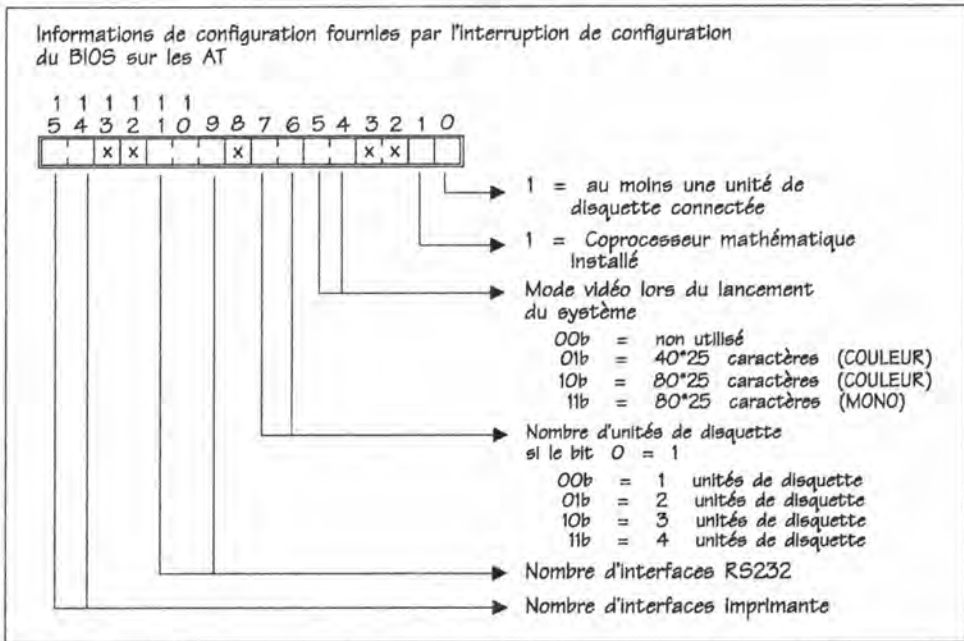 Informations de configuration fournies par l'interruption de configuration
du BIOS sur les AT
1 1 1 1 1 1
5 4 3 2 1 0 9 8 7 6 5 4 3 2 1 0
x x x x x
1 = au moins une unité de
disquette connectée
1 = Coprocesseur mathématique
Installé
Mode vidéo lors du lancement
du système
00b = non utilisé
01b = 40*25 caractères (COULEUR)
10b = 80*25 caractères (COULEUR)
11b = 80*25 caractères (MONO)
Nombre d'unités de disquette
si le bit 0 = 1
00b = 1 unités de disquette
01b = 2 unités de disquette
10b = 3 unités de disquette
11b = 4 unités de disquette
Nombre d'interfaces RS232
Nombre d'interfaces imprimante